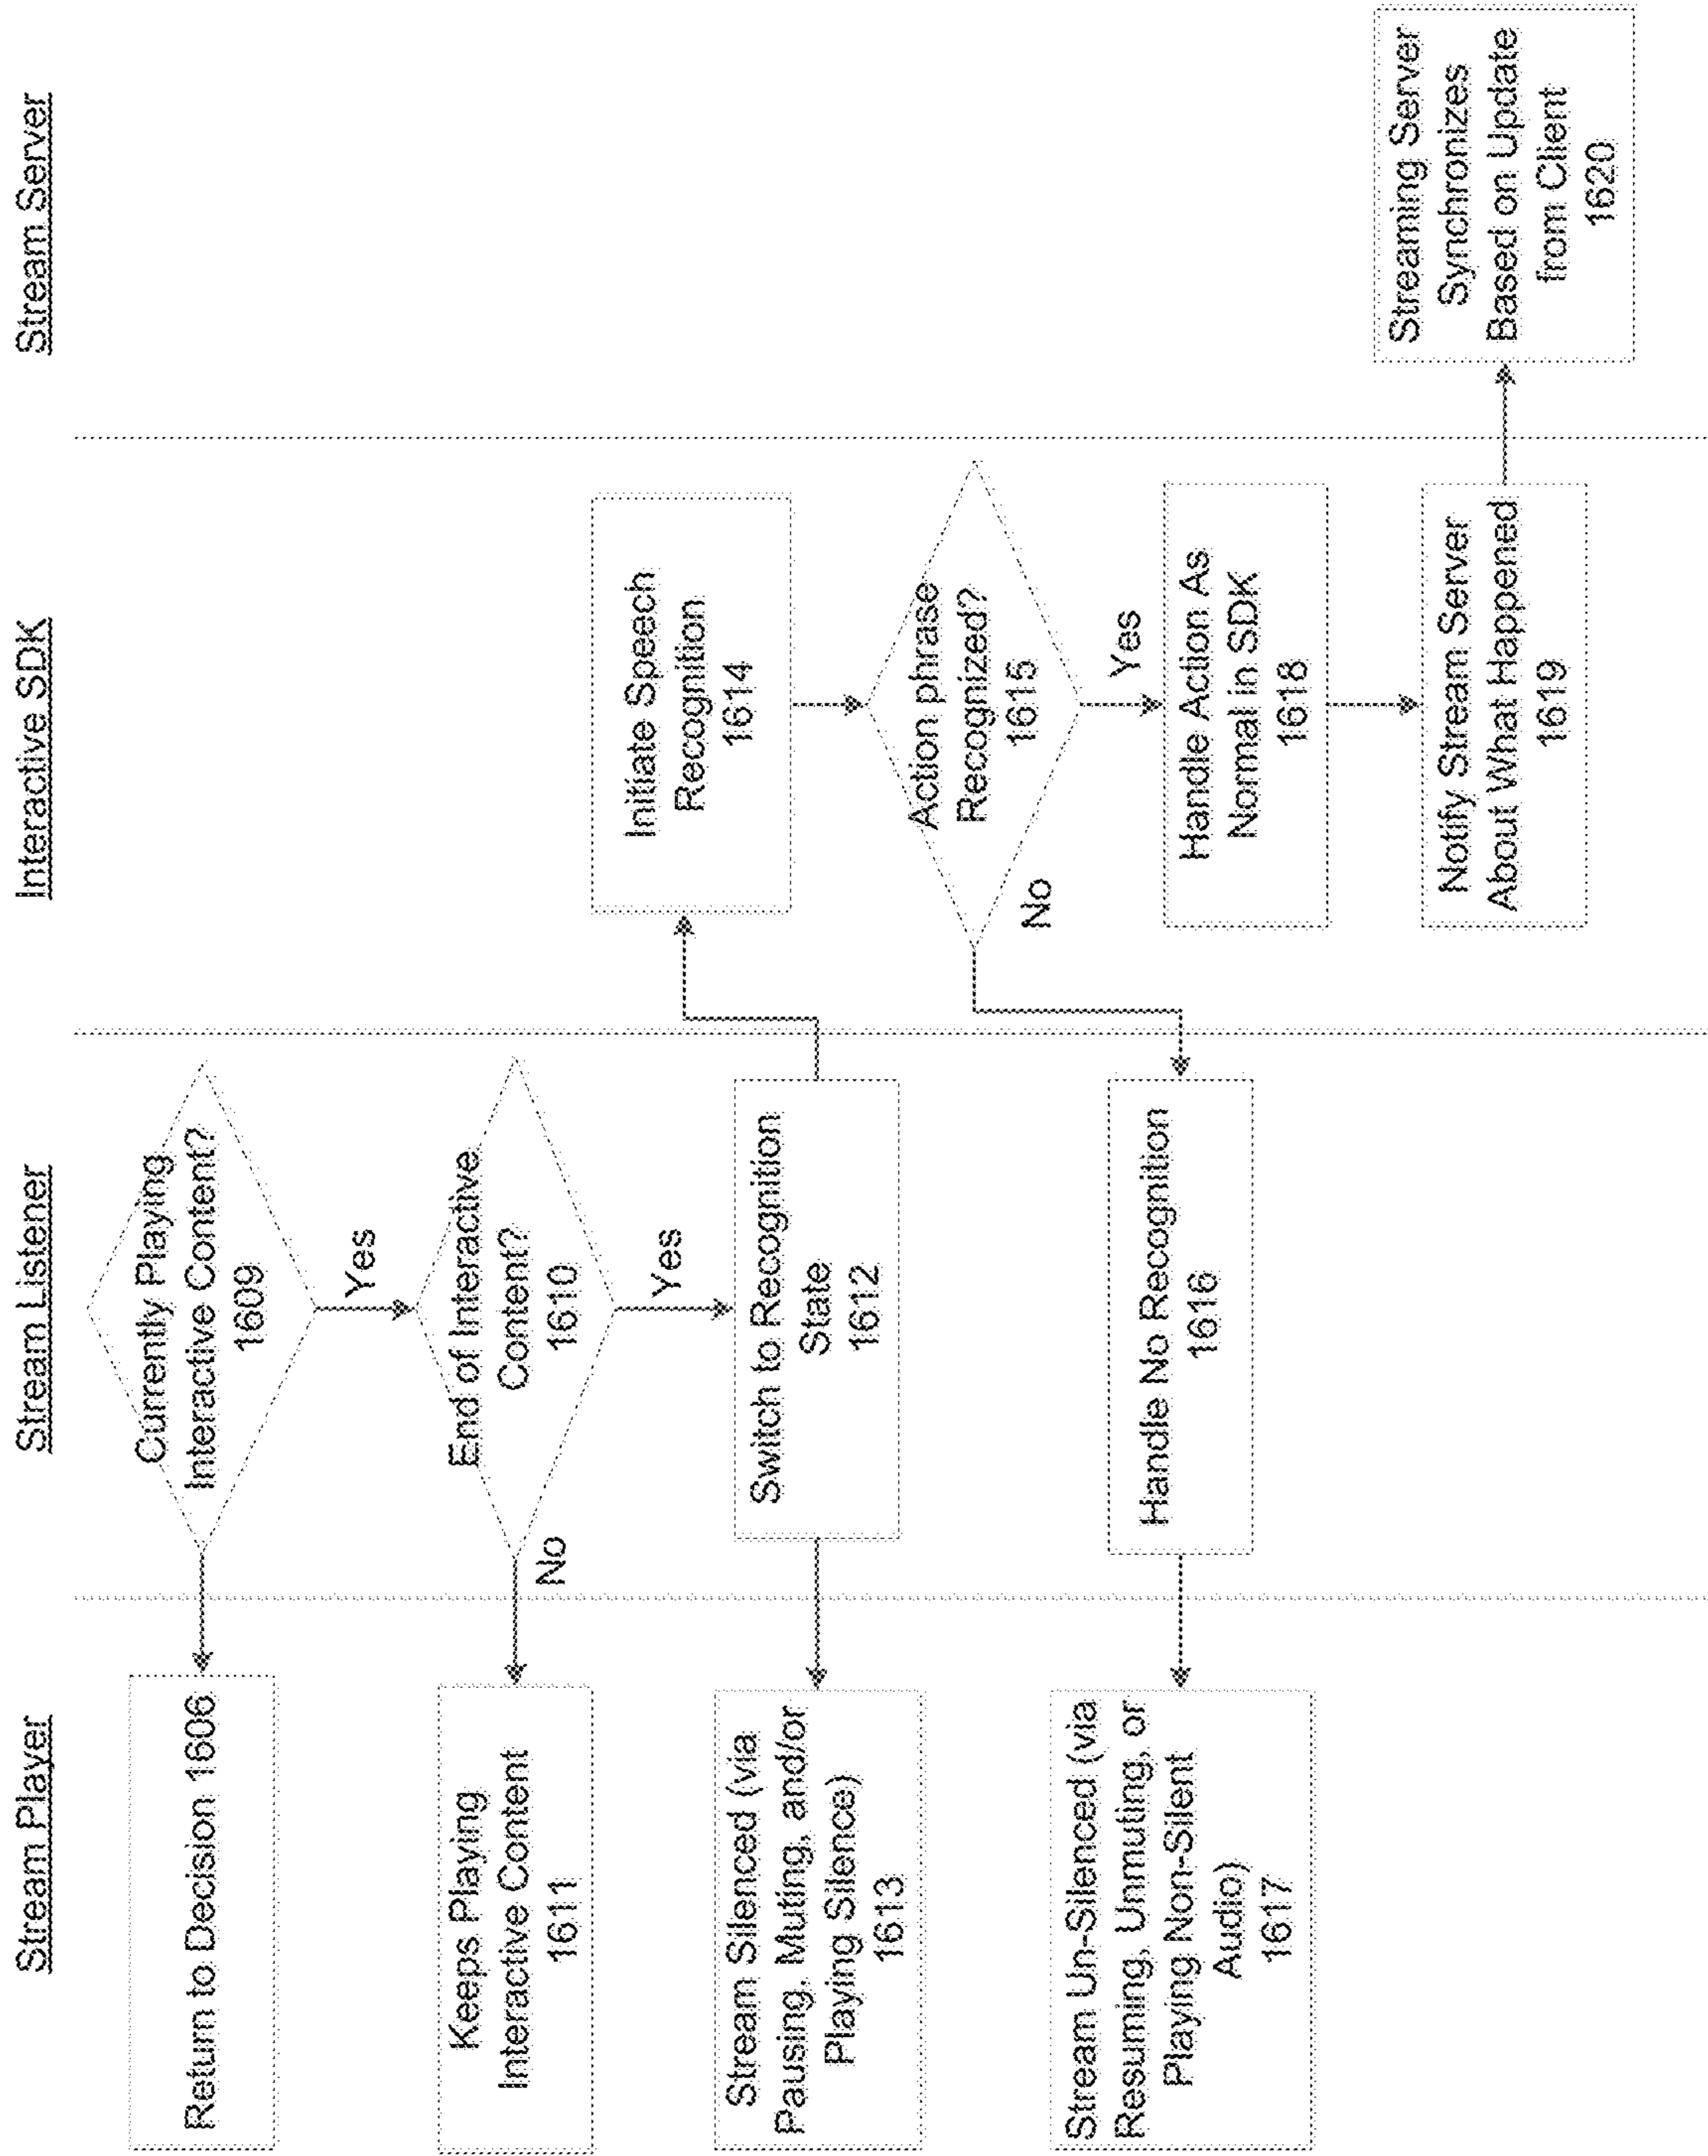 Stream Player
Stream Listener
Interactive SDK
Stream Server
Return to Decision 1606
Currently Playing
Interactive Content?
1609
Yes
Keeps Playing
Interactive Content
1611
No
End of Interactive
Content?
1610
Yes
Stream Silenced (via
Pausing, Muting, and/or
Playing Silence)
1613
Switch to Recognition
State
1612
Initiate Speech
Recognition
1614
Action phrase
Recognized?
1615
No
Yes
Stream Un-Silenced (via
Resuming, Unmuting, or
Playing Non-Silent
Audio)
1617
Handle No Recognition
1616
Handle Action As
Normal in SDK
1618
Notify Stream Server
About What Happened
1619
Streaming Server
Synchronizes
Based on Update
from Client
1620